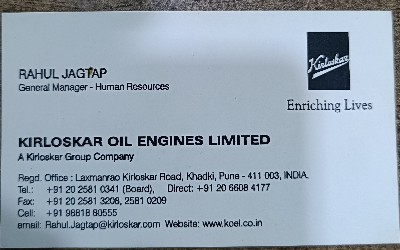 Kirloskar
Enriching Lives
RAHUL JAGTAP
General Manager - Human Resources
KIRLOSKAR OIL ENGINES LIMITED
A Kirloskar Group Company
Regd. Office : Laxmanrao Kirloskar Road, Khadki, Pune - 411 003, INDIA.
Tel.: +91 20 2581 0341 (Board), Direct: +91 20 6608 4177
Fax: +91 20 2581 3208, 2581 0209
Cell: +91 98818 80555
email: Rahul.Jagtap@kirloskar.com Website: www.koel.co.in